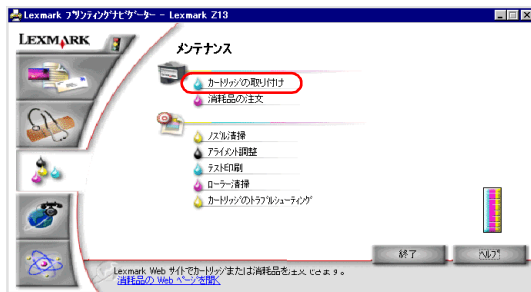 Lexmark プリンティングナビゲーター - Lexmark Z13
LEXMARK
メンテナンス
カートリッジの取り付け
消耗品の注文
ノズル清掃
アライメント調整
テスト印刷
ローラー清掃
カートリッジのトラブルシューティング
終了
ヘルプ
Lexmark Web サイトでカートリッジまたは消耗品を注文できます。
消耗品の Web ページを開く